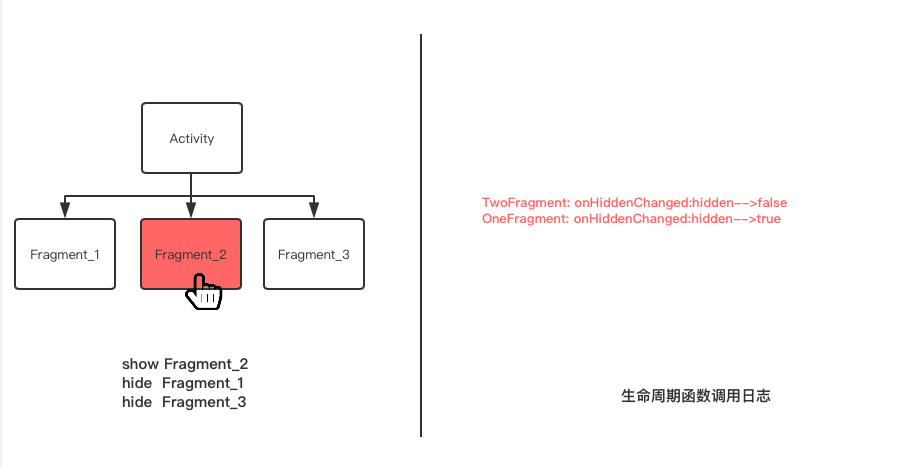 Activity
Fragment_1
Fragment_2
Fragment_3
show Fragment_2
hide Fragment_1
hide Fragment_3
TwoFragment: onHiddenChanged:hidden-->false
OneFragment: onHiddenChanged:hidden-->true
生命周期函数调用日志